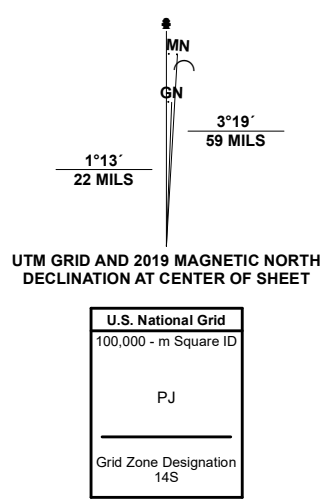 MN
GN
3°19´
59 MILS
1°13´
22 MILS
UTM GRID AND 2019 MAGNETIC NORTH
DECLINATION AT CENTER OF SHEET
U.S. National Grid
100,000 - m Square ID
PJ
Grid Zone Designation
14S